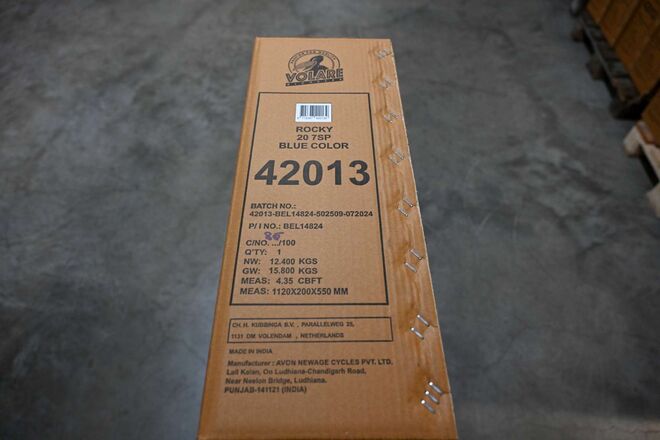 VOLARE
ROCKY
20 7SP
BLUE COLOR
42013
BATCH NO.:
42013-BEL14824-502509-072024
P/I NO.: BEL14824
C/NO. .../100
Q'TY: 1
NW: 12.400 KGS
GW: 15.800 KGS
MEAS: 4.35 CBFT
MEAS: 1120X200X550 MM
CH. H. KUBBINGA B.V. , PARALLELWEG 25,
1131 DM VOLENDAM , NETHERLANDS
MADE IN INDIA
Manufacturer : AVON NEWAGE CYCLES PVT. LTD.
Lall Kalan, On Ludhiana-Chandigarh Road,
Near Neelon Bridge, Ludhiana.
PUNJAB-141121 (INDIA)